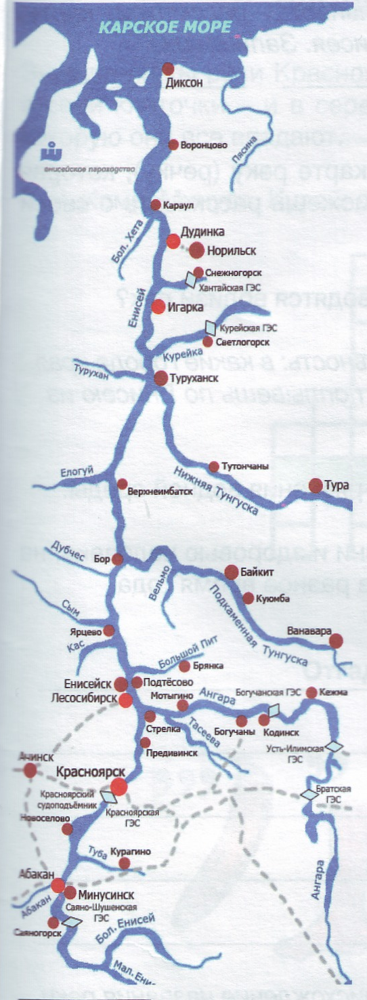 КАРСКОЕ МОРЕ
Диксон
Пясина
Воронцово
енисейское пароходство
Караул
Бол. Хета
Дудинка
Норильск
Снежногорск
Хантайская ГЭС
Енисей
Игарка
Курейская ГЭС
Светлогорск
Курейка
Турухан
Туруханск
Елогуй
Тутончаны
Нижняя Тунгуска
Тура
Верхнеимбатск
Дубчес
Бор
Вельмо
Байкит
Куюмба
Подкаменная Тунгуска
Сым
Ярцево
Ванавара
Кас
Большой Пит
Брянка
Енисейск
Подтёсово
Лесосибирск
Мотыгино
Ангара
Богучанская ГЭС
Кежма
Стрелка
Тасеева
Богучаны
Кодинск
Предивинск
Усть-Илимская
ГЭС
Ачинск
Красноярск
Красноярский
судоподъёмник
Красноярская
ГЭС
Братская
ГЭС
Новоселово
Туба
Курагино
Ангара
Абакан
Абакан
Минусинск
Саяно-Шушенская
ГЭС
Саяногорск
Бол. Енисей
Мал. Ени